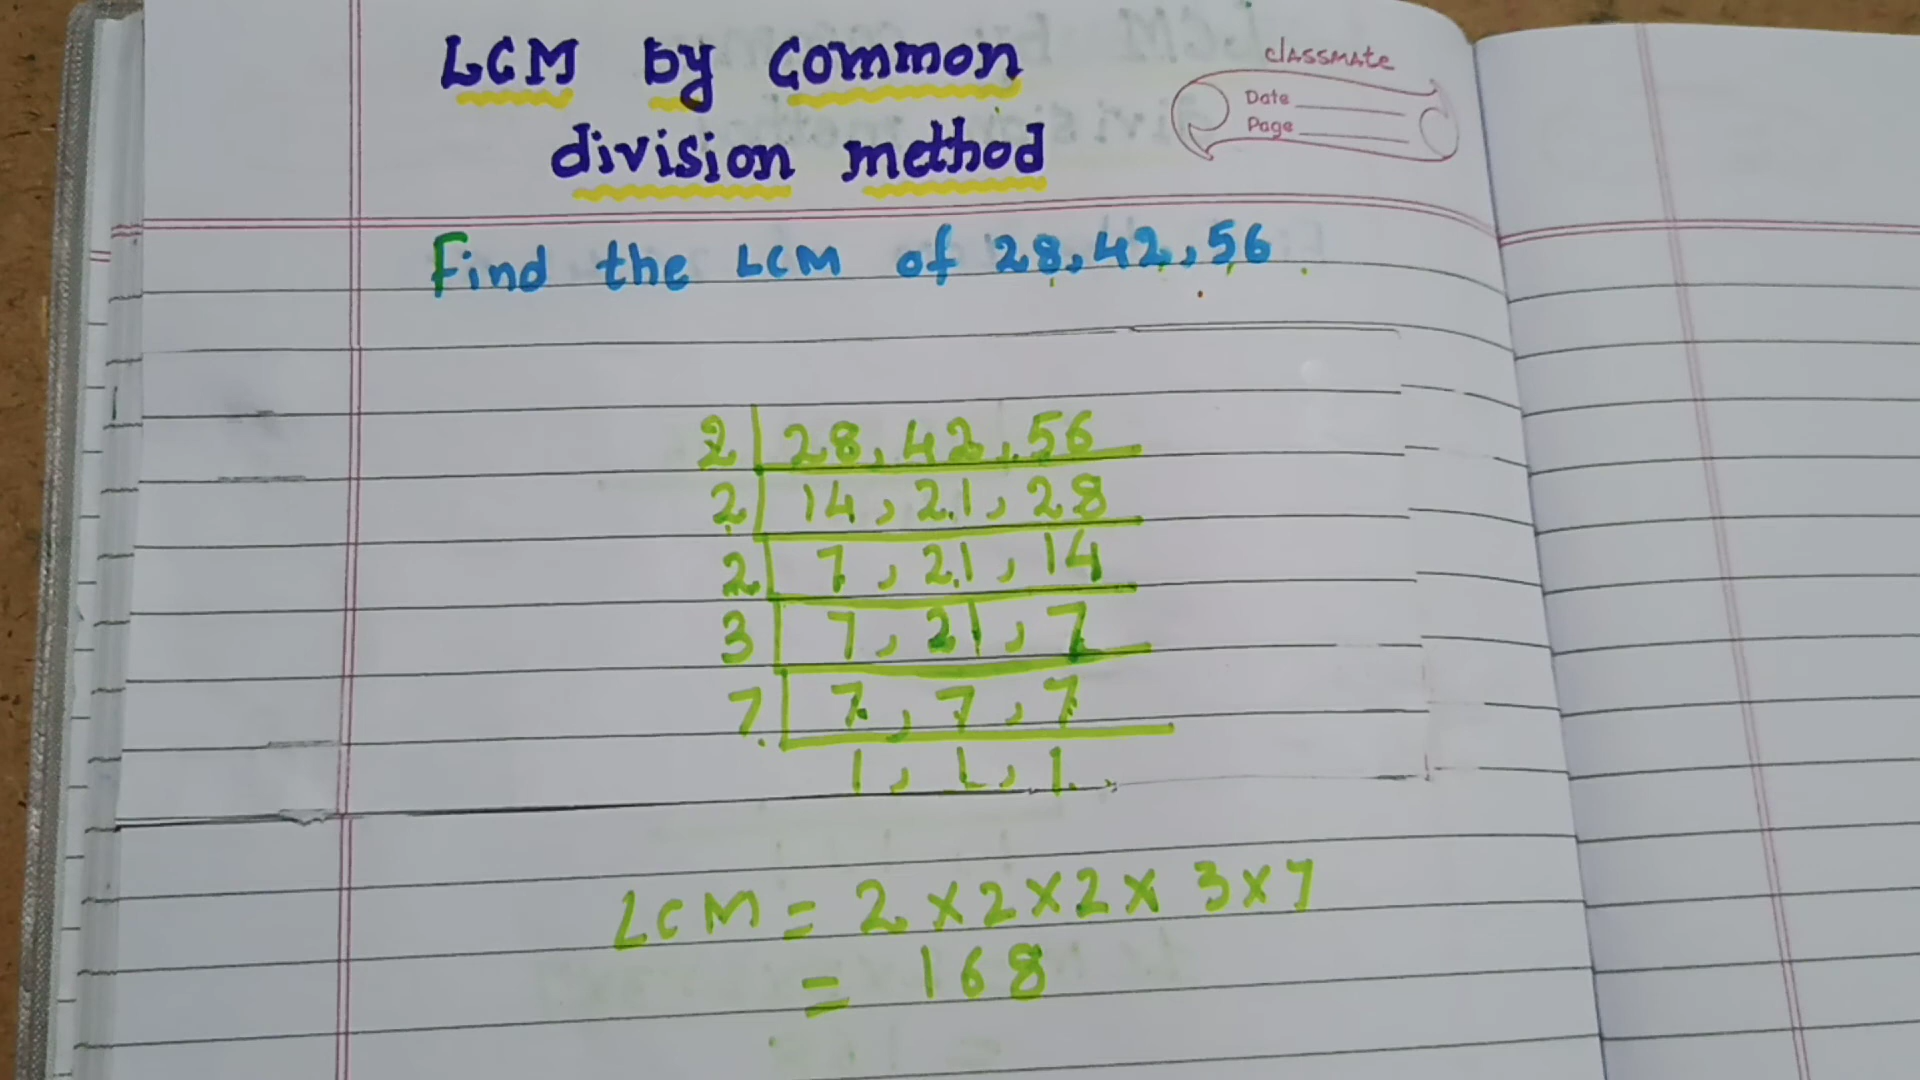 LCM by common
division method
classmate
Date
Page
Find the LCM of 28,42,56
2 | 28, 42, 56
2 | 14, 21, 28
2 | 7, 21, 14
3 | 7, 21, 7
7 | 7, 7, 7
1, 1, 1
LCM = 2 × 2 × 2 × 3 × 7
= 168